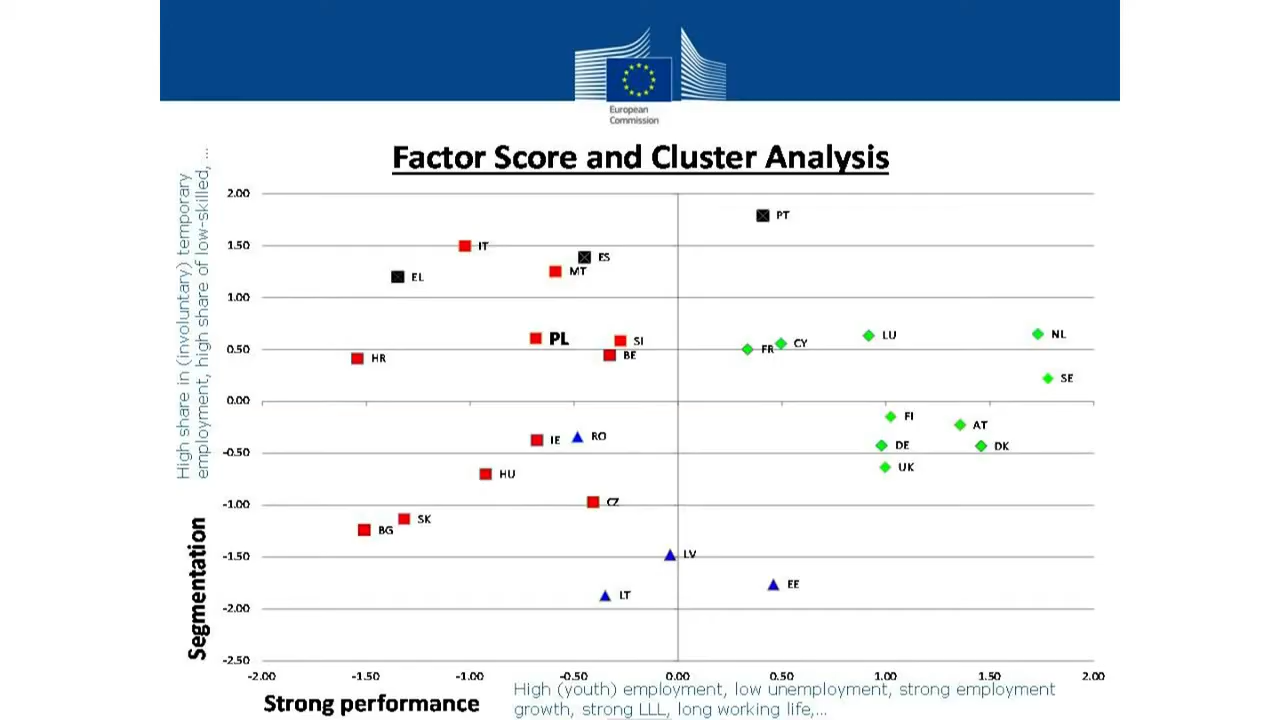 European
Commission
Factor Score and Cluster Analysis
High share in (involuntary) temporary
employment, high share of low-skilled, ...
Segmentation
2.00
1.50
1.00
0.50
0.00
-0.50
-1.00
-1.50
-2.00
-2.50
PT
IT
ES
MT
EL
PL
SI
BE
HR
FR
CY
LU
NL
SE
FI
AT
DE
DK
UK
IE
RO
HU
CZ
SK
BG
LV
EE
LT
-2.00 -1.50 -1.00 -0.50 0.00 0.50 1.00 1.50 2.00
Strong performance
High (youth) employment, low unemployment, strong employment
growth, strong LLL, long working life,...